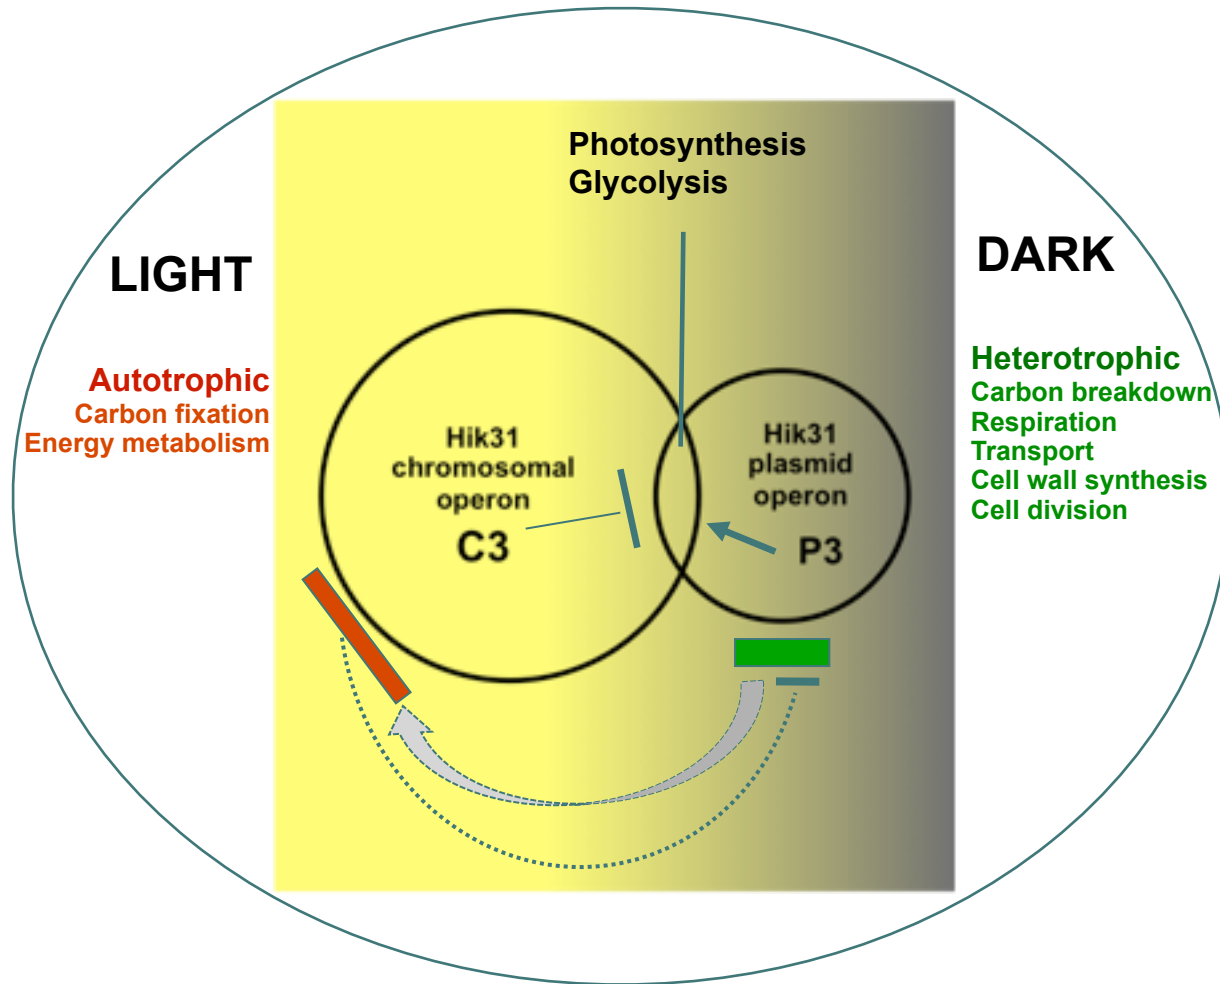 Photosynthesis
Glycolysis
LIGHT
DARK
Autotrophic
Carbon fixation
Energy metabolism
Heterotrophic
Carbon breakdown
Respiration
Transport
Cell wall synthesis
Cell division
Hik31
chromosomal
operon
C3
Hik31
plasmid
operon
P3